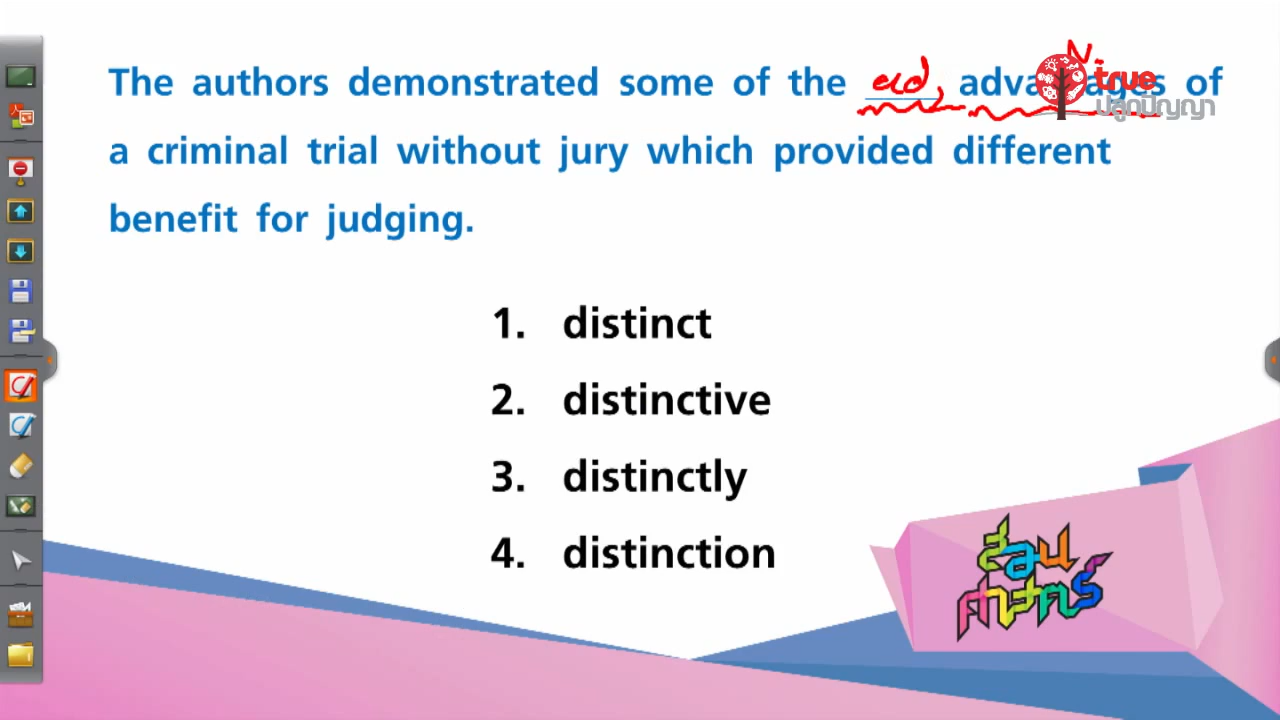 The authors demonstrated some of the adj advantages of
N
true
ปลูกปัญญา
a criminal trial without jury which provided different
benefit for judging.
1. distinct
2. distinctive
3. distinctly
4. distinction
สอน
ศาสตร์